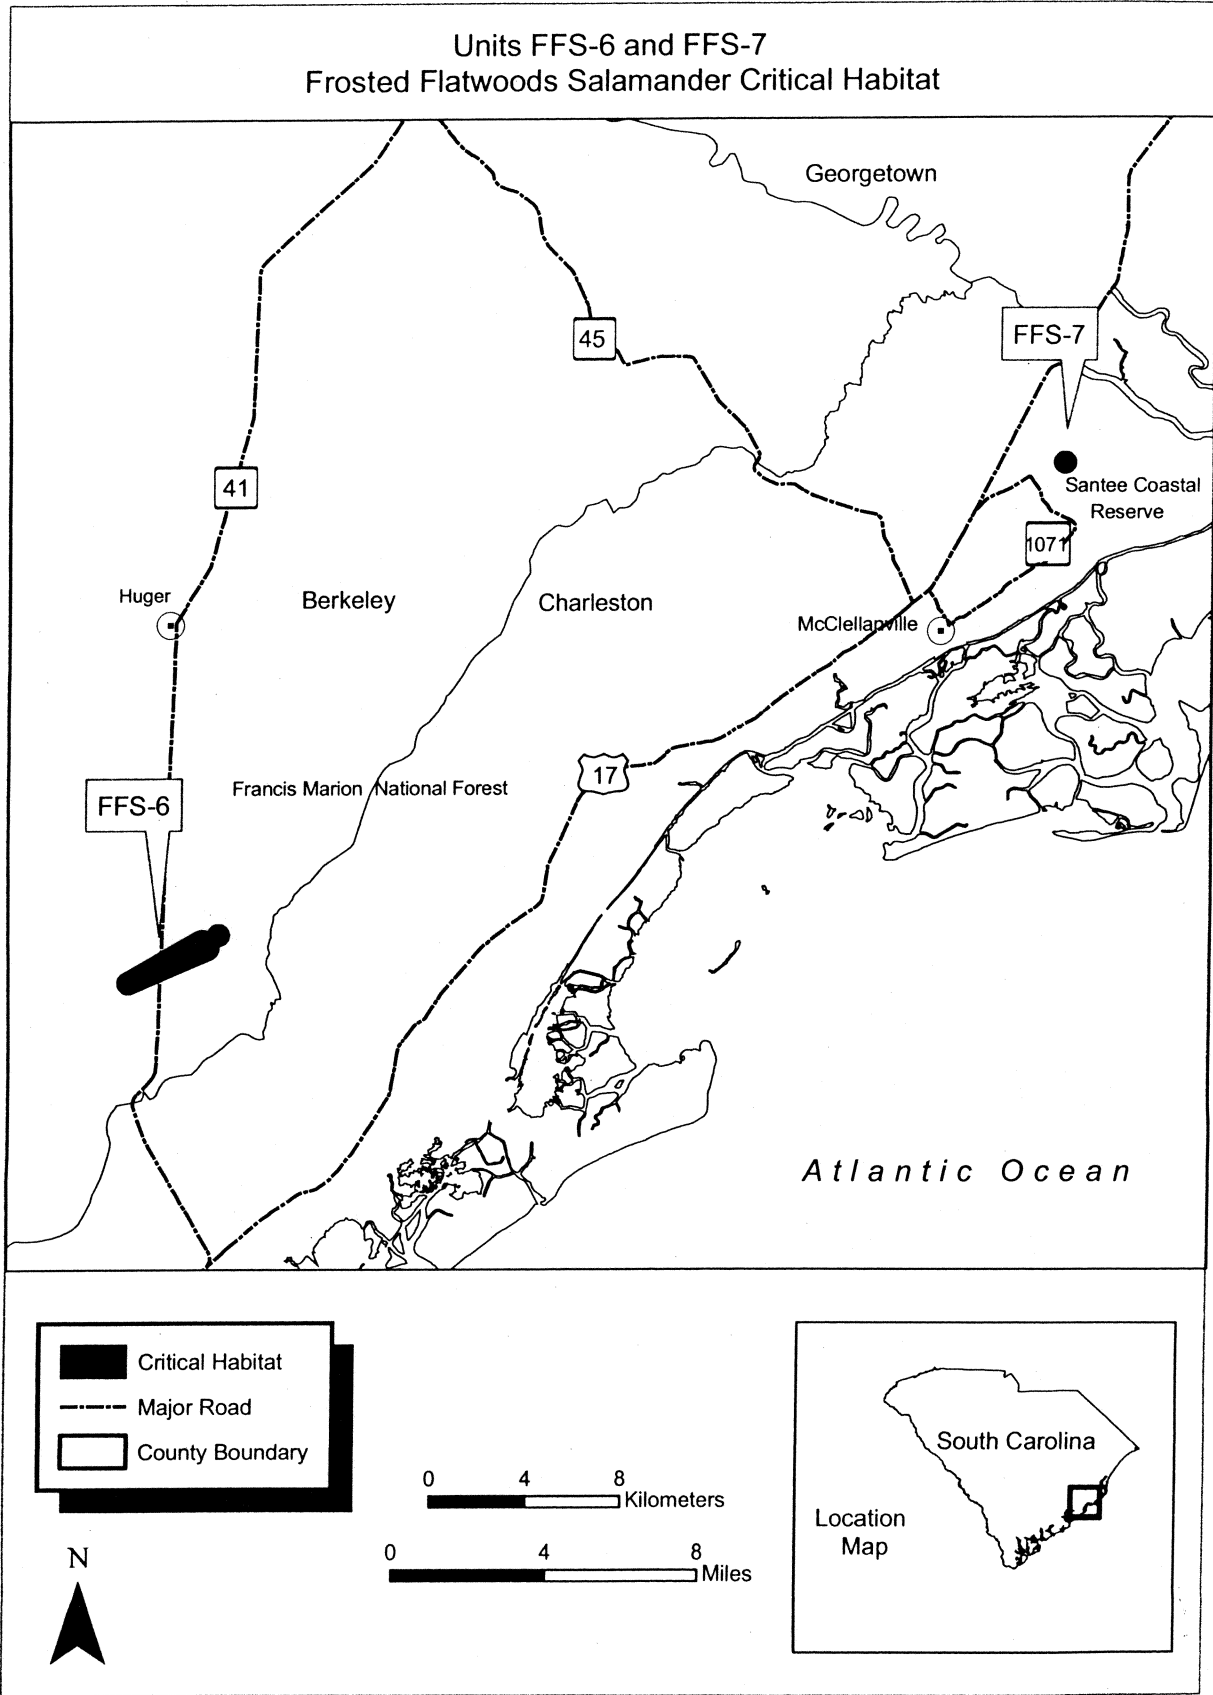 Units FFS-6 and FFS-7
Frosted Flatwoods Salamander Critical Habitat
Georgetown
FFS-7
45
41
Santee Coastal
Reserve
1071
Huger
Berkeley
Charleston
McClellanville
17
Francis Marion National Forest
FFS-6
Atlantic Ocean
Critical Habitat
Major Road
County Boundary
0 4 8
Kilometers
0 4 8
Miles
N
South Carolina
Location
Map